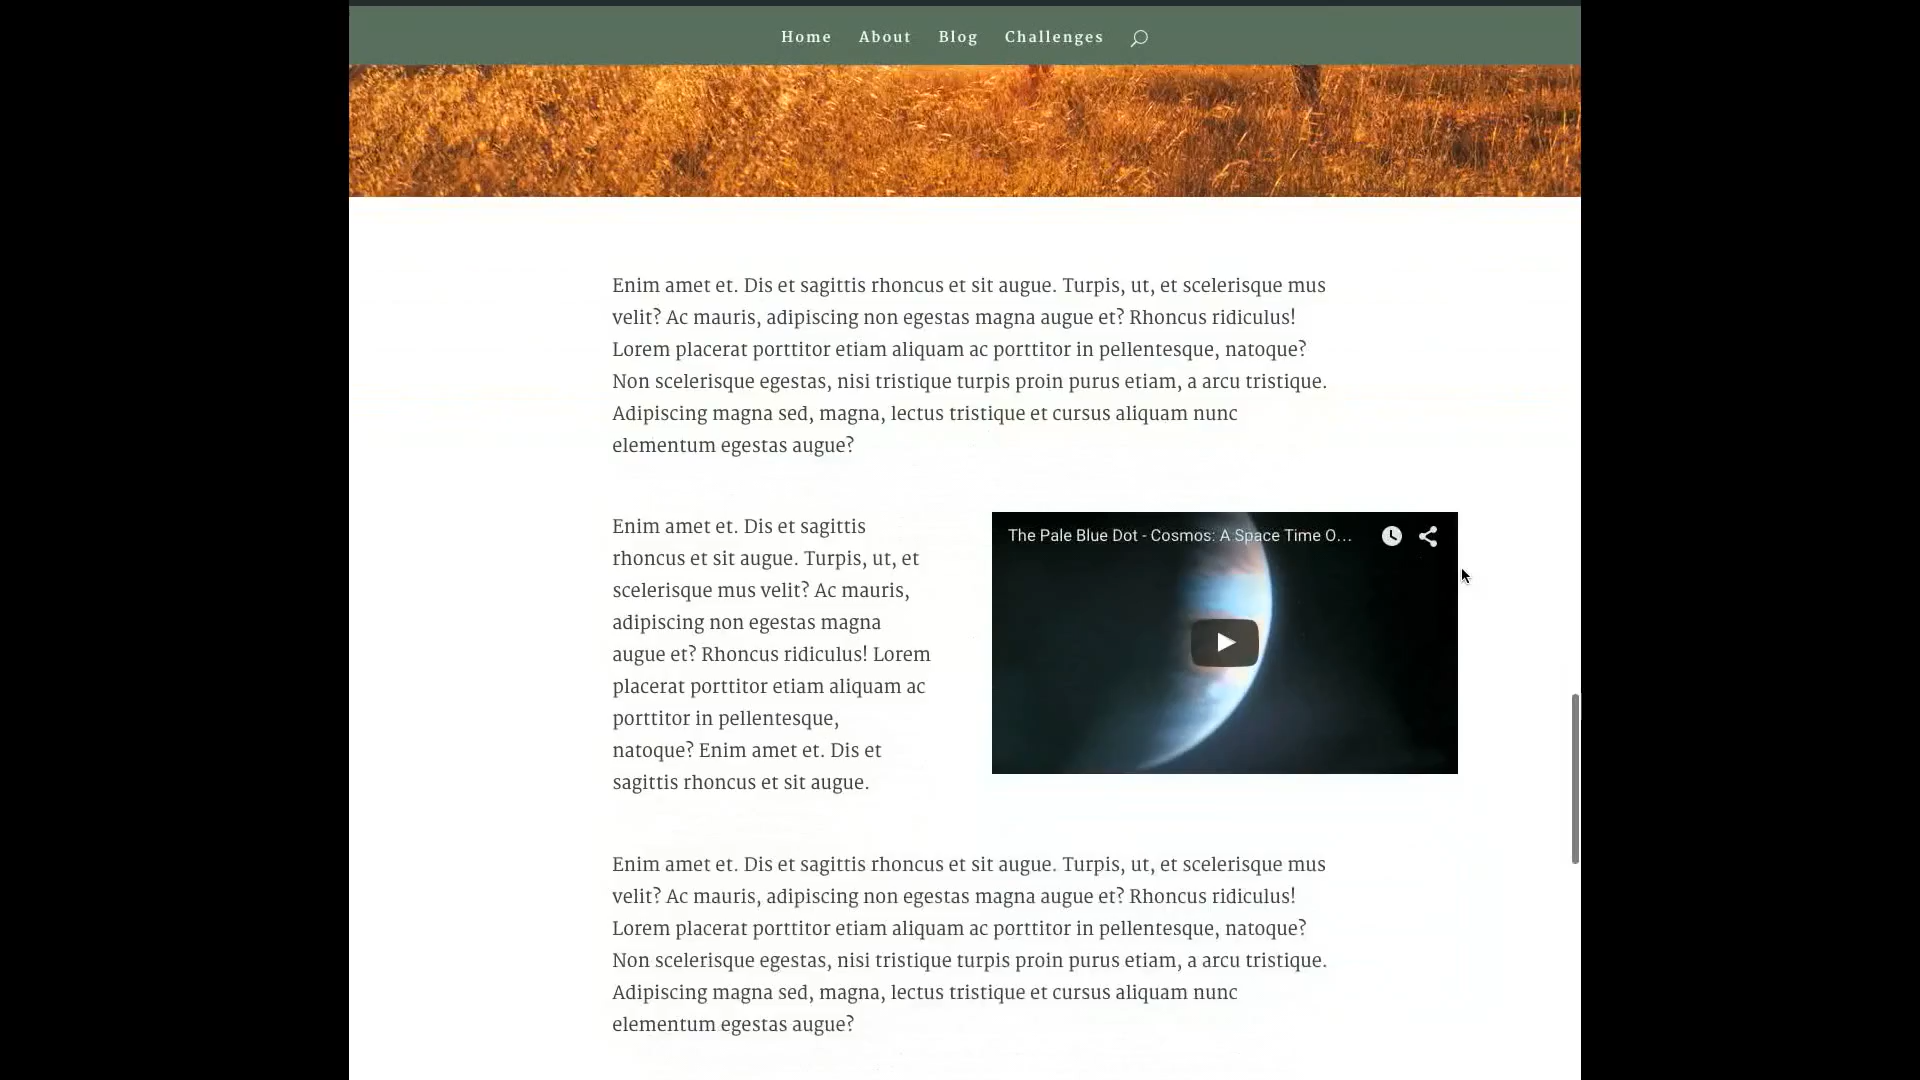 Home About Blog Challenges
Enim amet et. Dis et sagittis rhoncus et sit augue. Turpis, ut, et scelerisque mus
velit? Ac mauris, adipiscing non egestas magna augue et? Rhoncus ridiculus!
Lorem placerat porttitor etiam aliquam ac porttitor in pellentesque, natoque?
Non scelerisque egestas, nisi tristique turpis proin purus etiam, a arcu tristique.
Adipiscing magna sed, magna, lectus tristique et cursus aliquam nunc
elementum egestas augue?
Enim amet et. Dis et sagittis
rhoncus et sit augue. Turpis, ut, et
scelerisque mus velit? Ac mauris,
adipiscing non egestas magna
augue et? Rhoncus ridiculus! Lorem
placerat porttitor etiam aliquam ac
porttitor in pellentesque,
natoque? Enim amet et. Dis et
sagittis rhoncus et sit augue.
The Pale Blue Dot - Cosmos: A Space Time O...
Enim amet et. Dis et sagittis rhoncus et sit augue. Turpis, ut, et scelerisque mus
velit? Ac mauris, adipiscing non egestas magna augue et? Rhoncus ridiculus!
Lorem placerat porttitor etiam aliquam ac porttitor in pellentesque, natoque?
Non scelerisque egestas, nisi tristique turpis proin purus etiam, a arcu tristique.
Adipiscing magna sed, magna, lectus tristique et cursus aliquam nunc
elementum egestas augue?